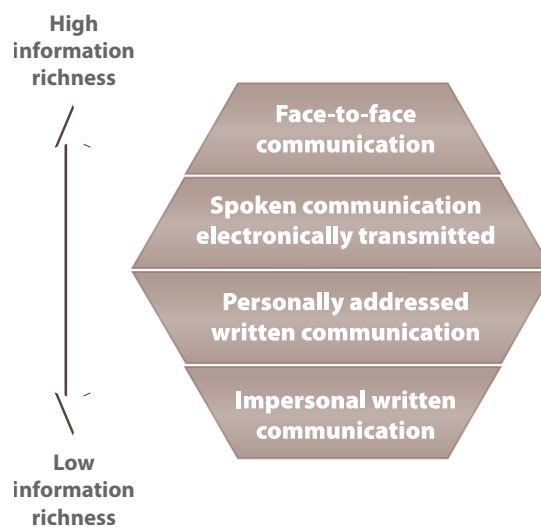 High
information
richness
Face-to-face
communication
Spoken communication
electronically transmitted
Personally addressed
written communication
Impersonal written
communication
Low
information
richness